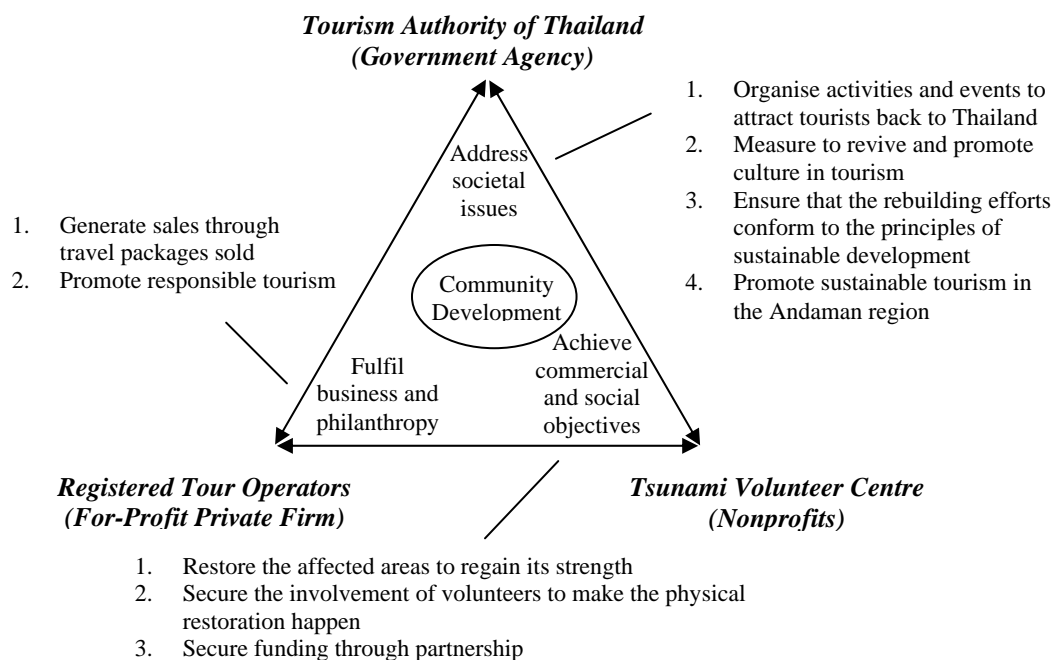 Tourism Authority of Thailand
(Government Agency)
1. Organise activities and events to
attract tourists back to Thailand
2. Measure to revive and promote
culture in tourism
3. Ensure that the rebuilding efforts
conform to the principles of
sustainable development
4. Promote sustainable tourism in
the Andaman region
Address
societal
issues
1. Generate sales through
travel packages sold
2. Promote responsible tourism
Community
Development
Fulfil
business and
philanthropy
Achieve
commercial
and social
objectives
Registered Tour Operators
(For-Profit Private Firm)
Tsunami Volunteer Centre
(Nonprofits)
1. Restore the affected areas to regain its strength
2. Secure the involvement of volunteers to make the physical
restoration happen
3. Secure funding through partnership